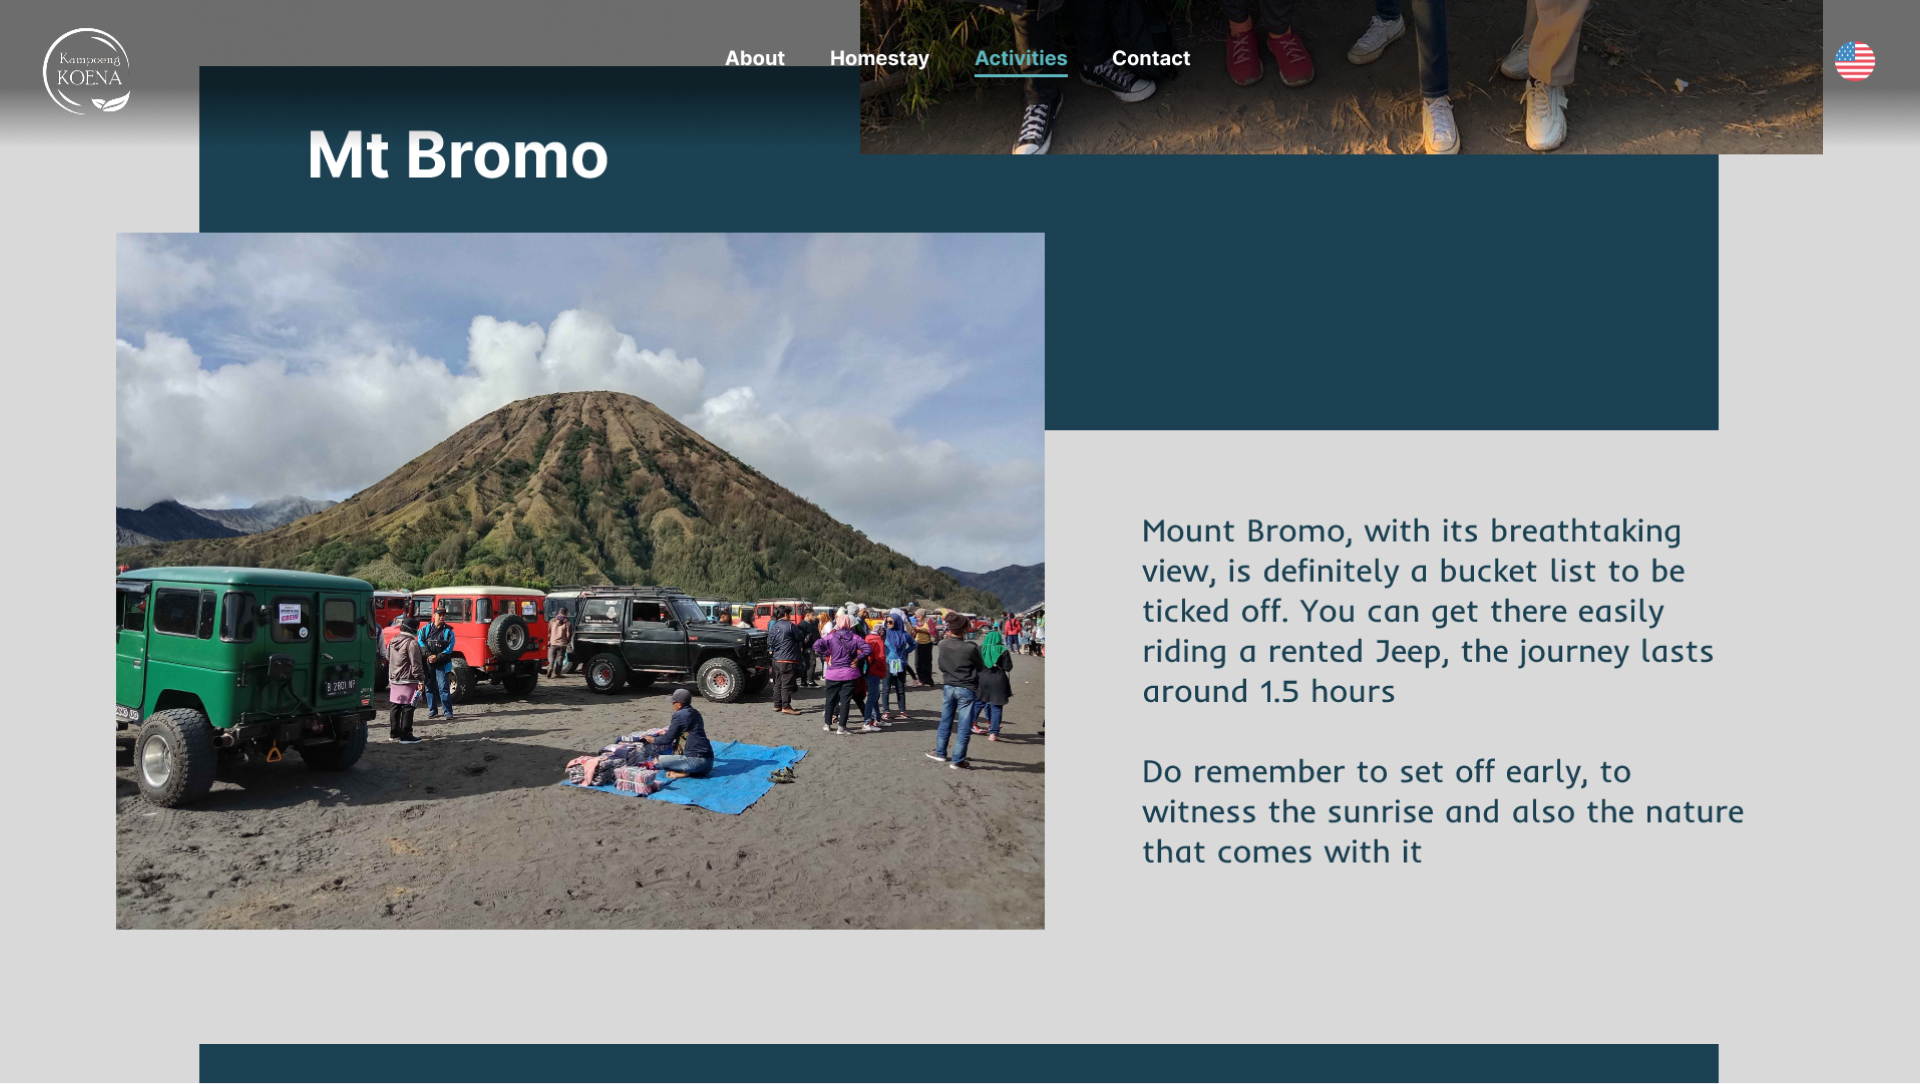 Kampoeng
KOENA
About Homestay Activities Contact
Mt Bromo
Mount Bromo, with its breathtaking
view, is definitely a bucket list to be
ticked off. You can get there easily
riding a rented Jeep, the journey lasts
around 1.5 hours
Do remember to set off early, to
witness the sunrise and also the nature
that comes with it